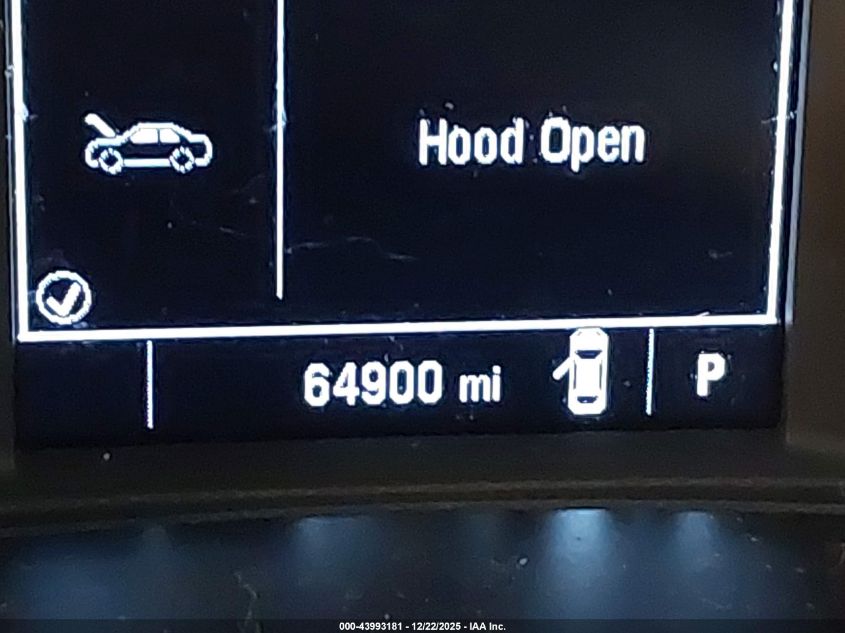 Hood Open
64900 mi
P
000-43993181 - 12/22/2025 - IAA Inc.